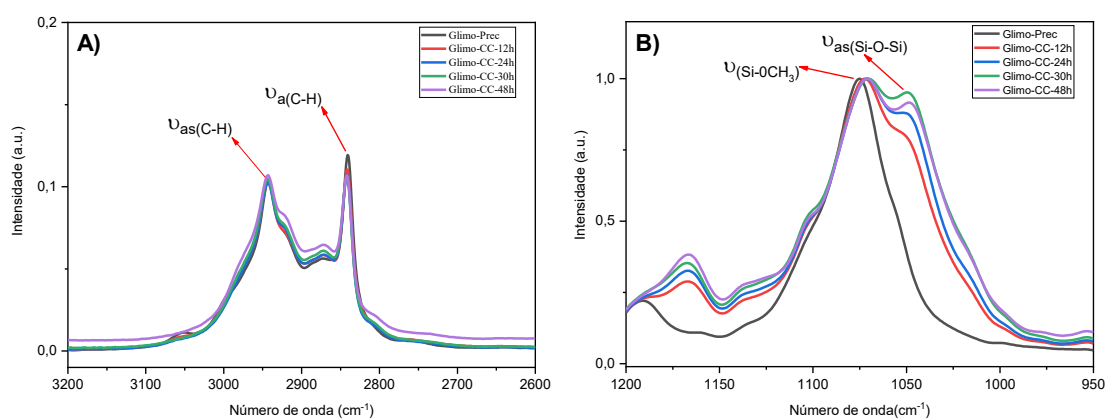 A)
Glimo-Prec
Glimo-CC-12h
Glimo-CC-24h
Glimo-CC-30h
Glimo-CC-48h
υas(C-H)
υa(C-H)
Intensidade (a.u.)
0,2
0,1
0,0
3200 3100 3000 2900 2800 2700 2600
Número de onda (cm-1)
B)
Glimo-Prec
Glimo-CC-12h
Glimo-CC-24h
Glimo-CC-30h
Glimo-CC-48h
υas(Si-O-Si)
υ(Si-0CH3)
Intensidade (a.u.)
1,0
0,5
0,0
1200 1150 1100 1050 1000 950
Número de onda(cm-1)